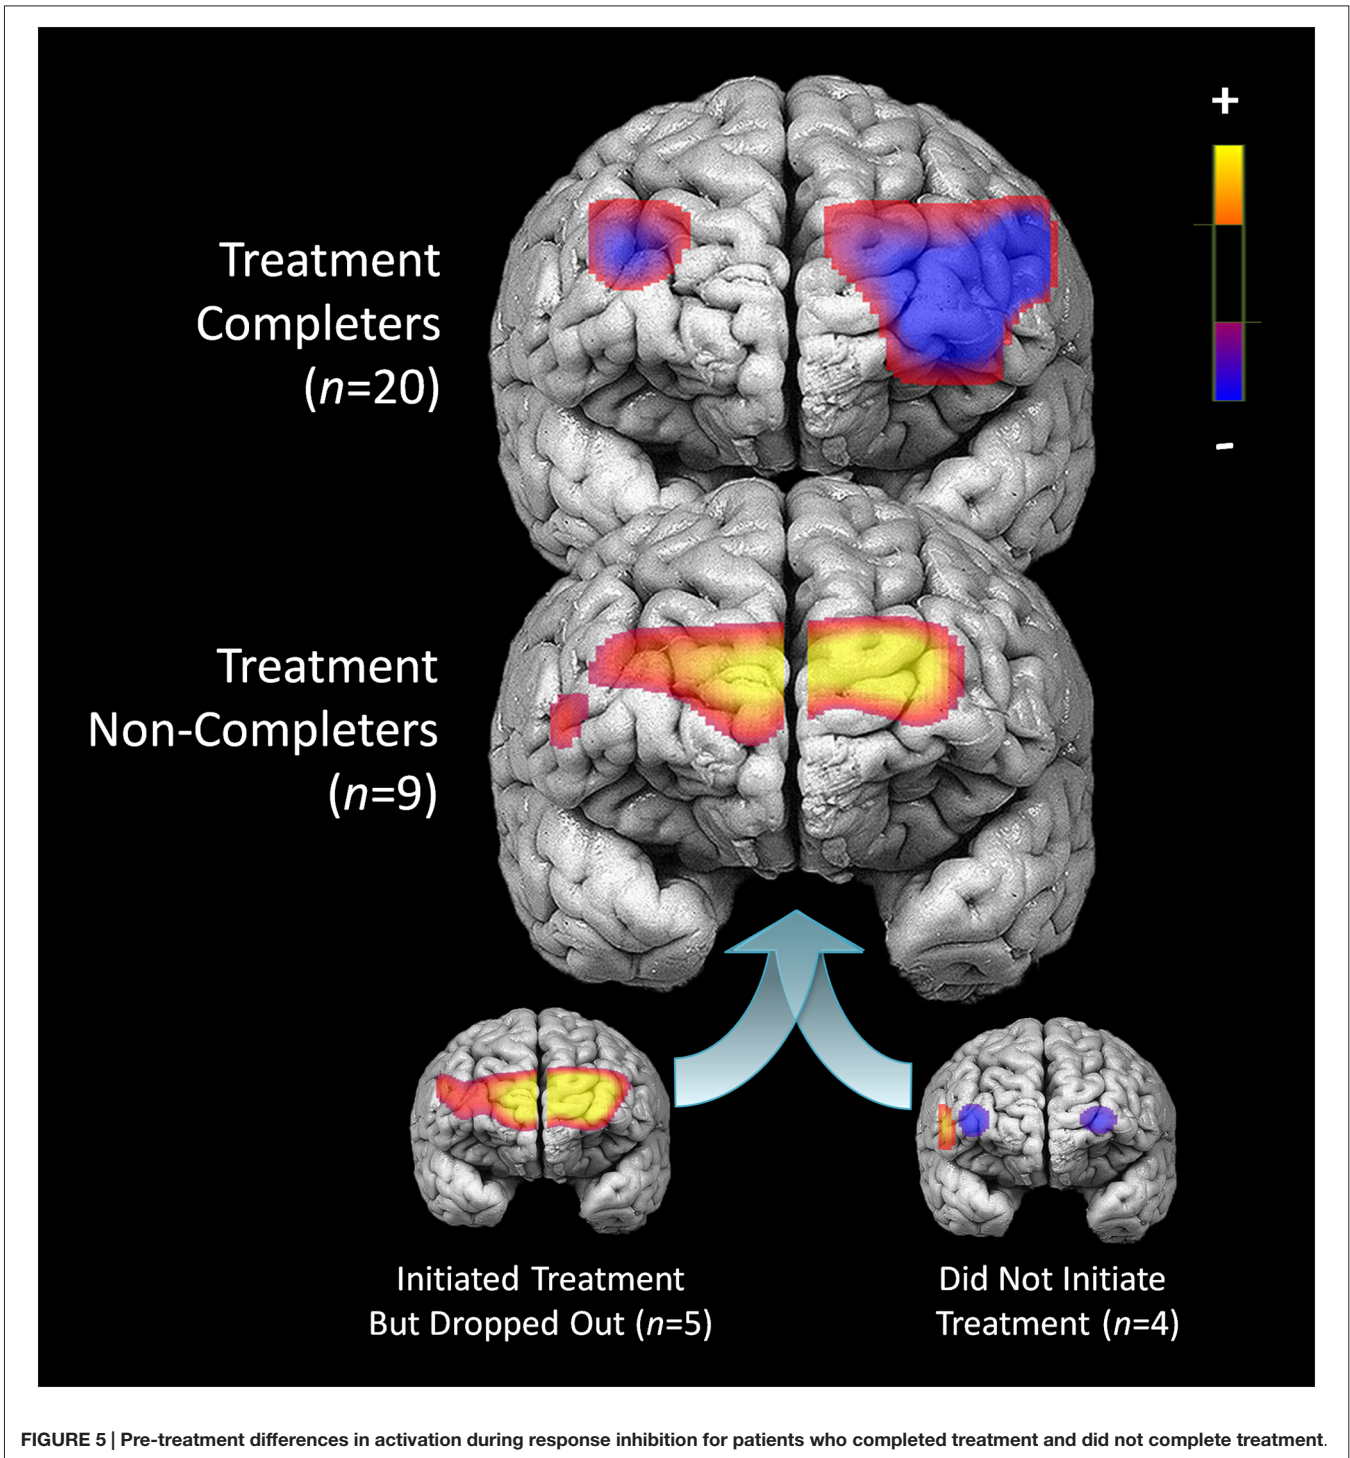 +
Treatment
Completers
(n=20)
-
Treatment
Non-Completers
(n=9)
Initiated Treatment
But Dropped Out (n=5)
Did Not Initiate
Treatment (n=4)
FIGURE 5 | Pre-treatment differences in activation during response inhibition for patients who completed treatment and did not complete treatment.